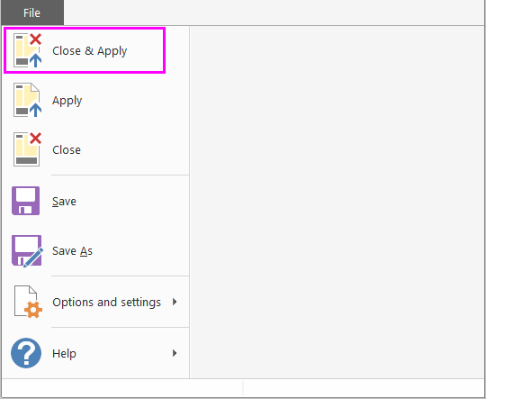 File
Close & Apply
Apply
Close
Save
Save As
Options and settings
Help